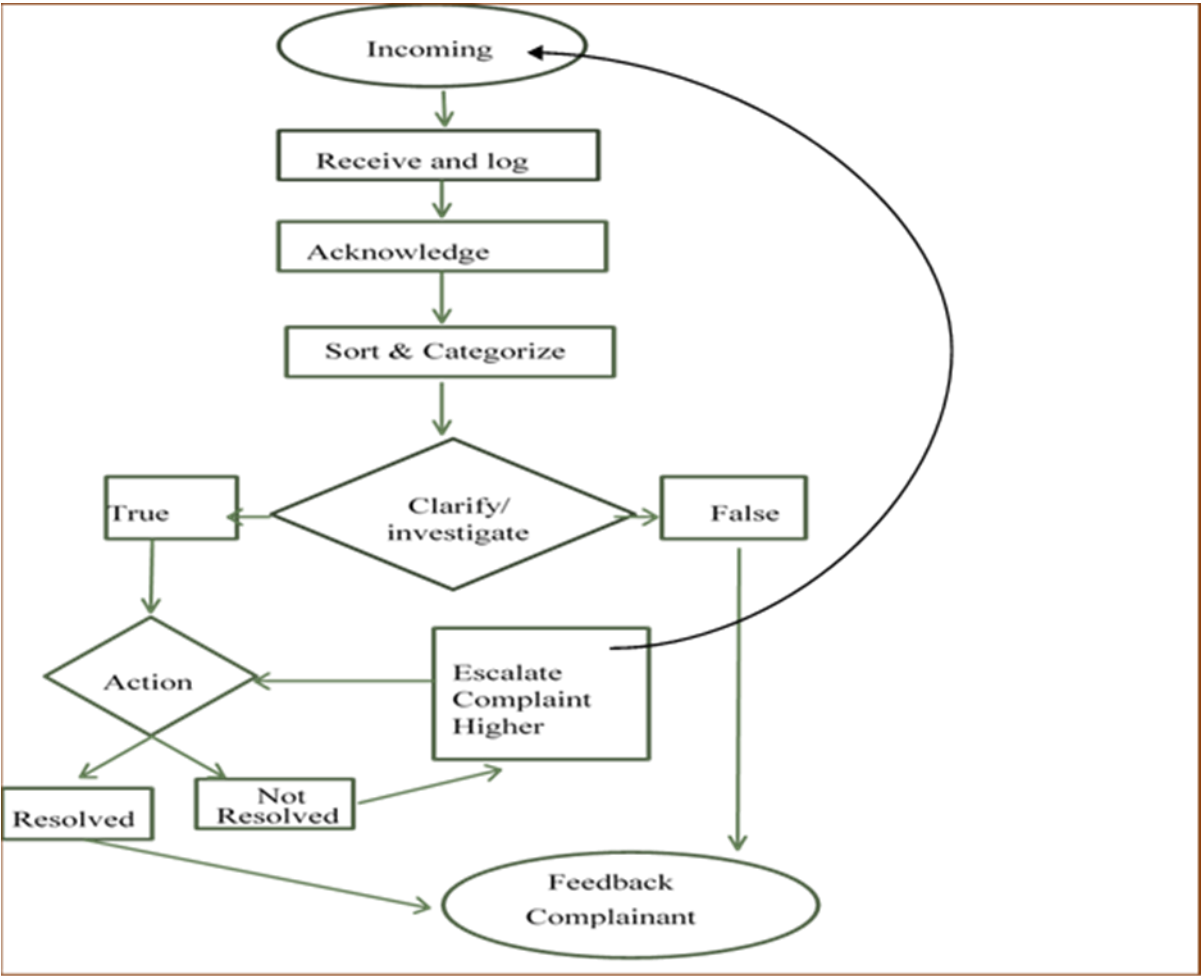 Incoming
Receive and log
Acknowledge
Sort & Categorize
Clarify/
investigate
True
False
Action
Escalate
Complaint
Higher
Resolved
Not
Resolved
Feedback
Complainant